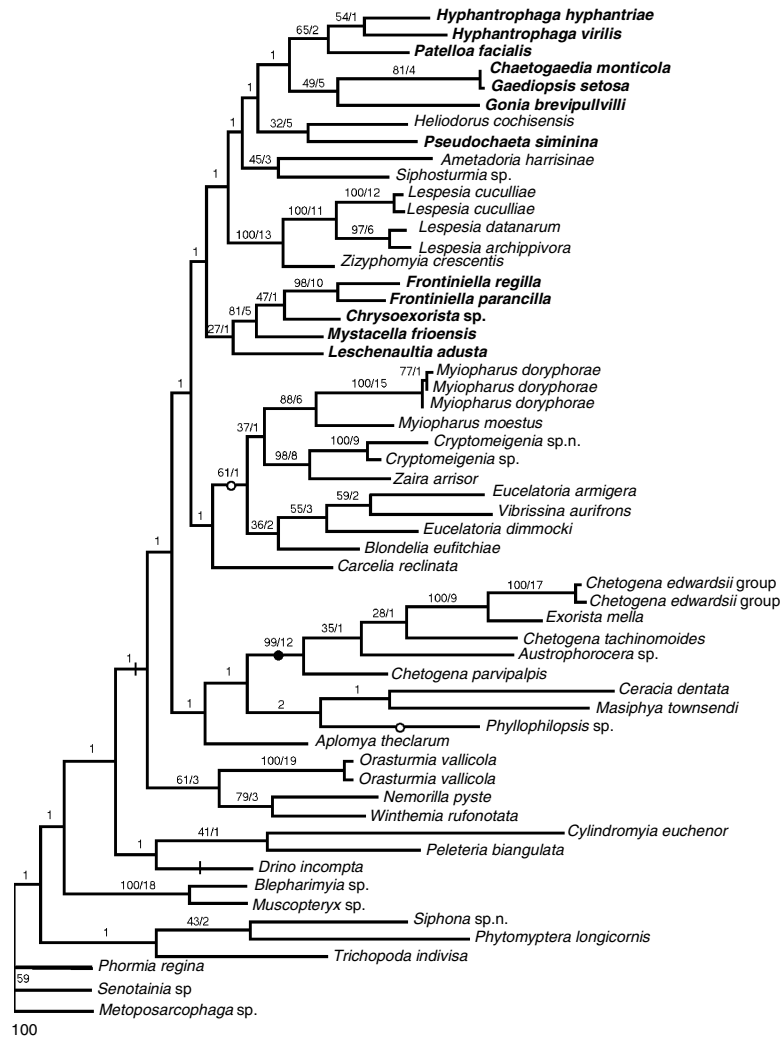 54/1
Hyphantrophaga hyphantriae
65/2
Hyphantrophaga virilis
1
Patelloa facialis
81/4
Chaetogaedia monticola
49/5
Gaediopsis setosa
1
Gonia brevipullvilli
32/5
Heliodorus cochisensis
1
Pseudochaeta siminina
45/3
Ametadoria harrisinae
Siphosturmia sp.
1
100/12
Lespesia cuculliae
100/11
Lespesia cuculliae
97/6
Lespesia datanarum
100/13
Lespesia archippivora
Zizyphomyia crescentis
1
98/10
Frontiniella regilla
47/1
Frontiniella parancilla
81/5
Chrysoexorista sp.
27/1
Mystacella frioensis
Leschenaultia adusta
1
77/1
Myiopharus doryphorae
100/15
Myiopharus doryphorae
88/6
Myiopharus doryphorae
37/1
Myiopharus moestus
100/9
Cryptomeigenia sp.n.
98/8
Cryptomeigenia sp.
61/1
Zaira arrisor
59/2
Eucelatoria armigera
55/3
Vibrissina aurifrons
1
36/2
Eucelatoria dimmocki
Blondelia eufitchiae
Carcelia reclinata
1
100/17
Chetogena edwardsii group
100/9
Chetogena edwardsii group
28/1
Exorista mella
35/1
Chetogena tachinomoides
99/12
Austrophorocera sp.
1
Chetogena parvipalpis
1
1
Ceracia dentata
1
2
Masiphya townsendi
Phyllophilopsis sp.
Aplomya theclarum
1
100/19
Orasturmia vallicola
61/3
Orasturmia vallicola
79/3
Nemorilla pyste
Winthemia rufonotata
41/1
Cylindromyia euchenor
1
Peleteria biangulata
1
Drino incompta
100/18
Blepharimyia sp.
Muscopteryx sp.
1
43/2
Siphona sp.n.
1
Phytomyptera longicornis
Trichopoda indivisa
Phormia regina
59
Senotainia sp
Metoposarcophaga sp.
100